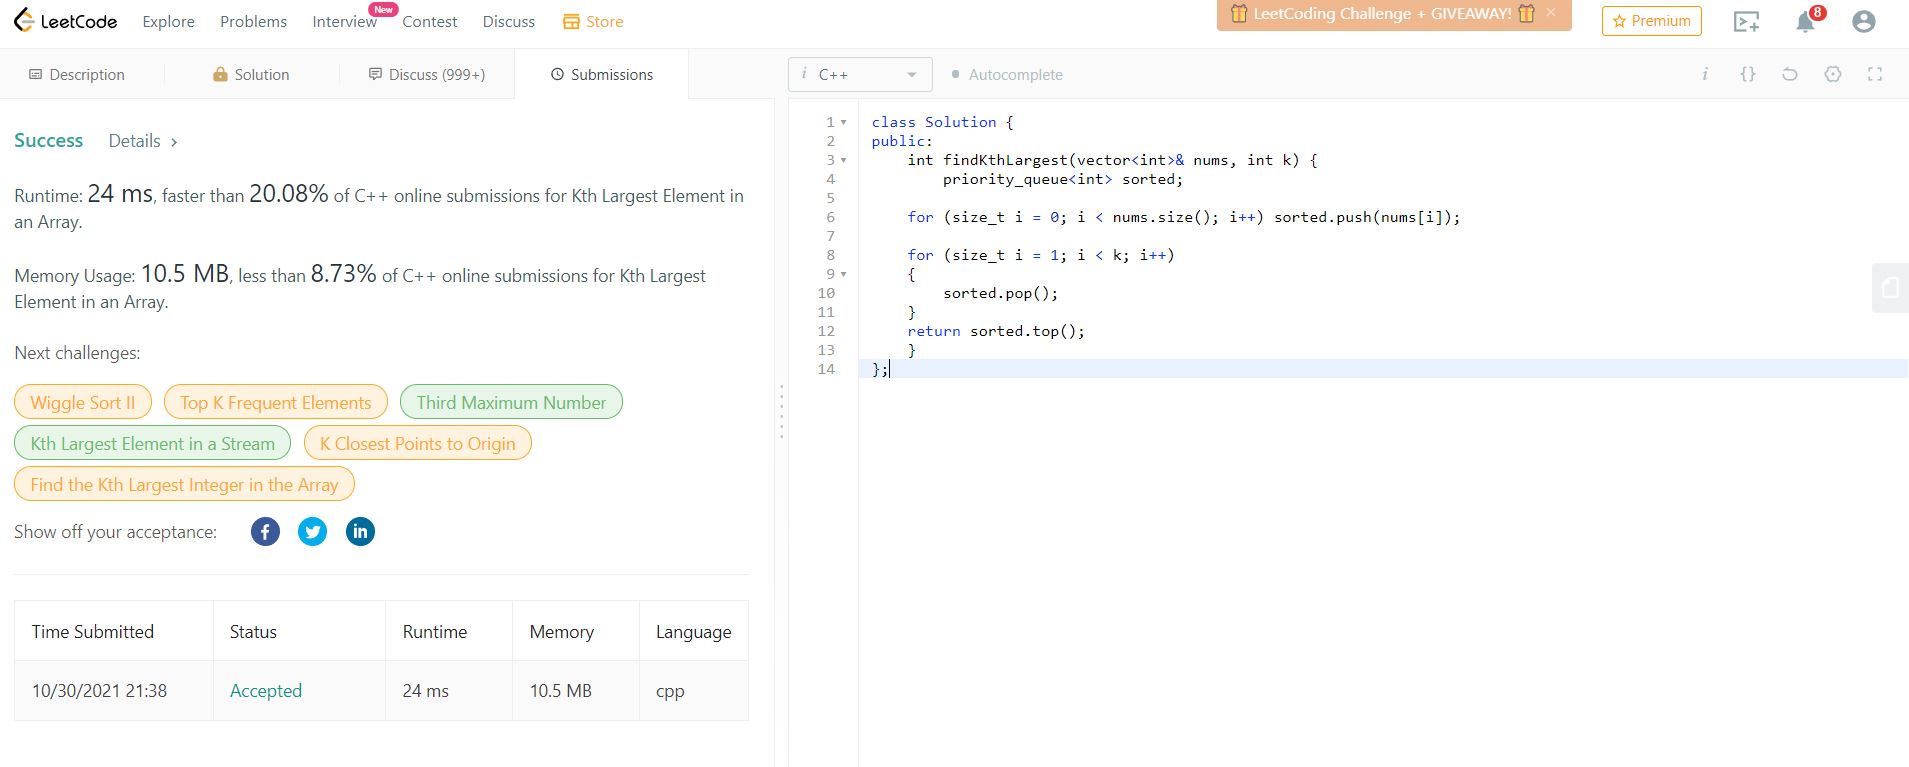 LeetCode Explore Problems Interview New Contest Discuss Store LeetCoding Challenge + GIVEAWAY! × Premium 8
Description Solution Discuss (999+) Submissions i C++ Autocomplete i {}
Success Details >
Runtime: 24 ms, faster than 20.08% of C++ online submissions for Kth Largest Element in
an Array.
Memory Usage: 10.5 MB, less than 8.73% of C++ online submissions for Kth Largest
Element in an Array.
Next challenges:
Wiggle Sort II Top K Frequent Elements Third Maximum Number
Kth Largest Element in a Stream K Closest Points to Origin
Find the Kth Largest Integer in the Array
Show off your acceptance: f in
Time Submitted Status Runtime Memory Language
10/30/2021 21:38 Accepted 24 ms 10.5 MB cpp
1 class Solution {
2 public:
3 int findKthLargest(vector<int>& nums, int k) {
4 priority_queue<int> sorted;
5
6 for (size_t i = 0; i < nums.size(); i++) sorted.push(nums[i]);
7
8 for (size_t i = 1; i < k; i++)
9 {
10 sorted.pop();
11 }
12 return sorted.top();
13 }
14 };